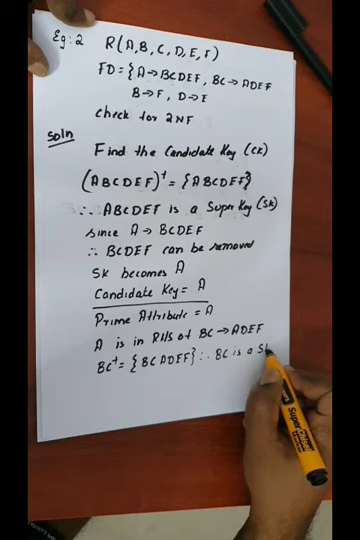 Eg: 2 R(A, B, C, D, E, F)
FD = { A → BCDEF, BC → ADEF
B → F, D → E
check for 2NF
Soln
Find the Candidate Key (CK)
(ABCDEF)⁺ = {ABCDEF}
∴ ABCDEF is a Super Key (SK)
since A → BCDEF
∴ BCDEF can be removed
SK becomes A
Candidate Key = A
Prime Attribute = A
A is in RHS of BC → ADEF
BC⁺ = {BCADEF} ∴ BC is a SK